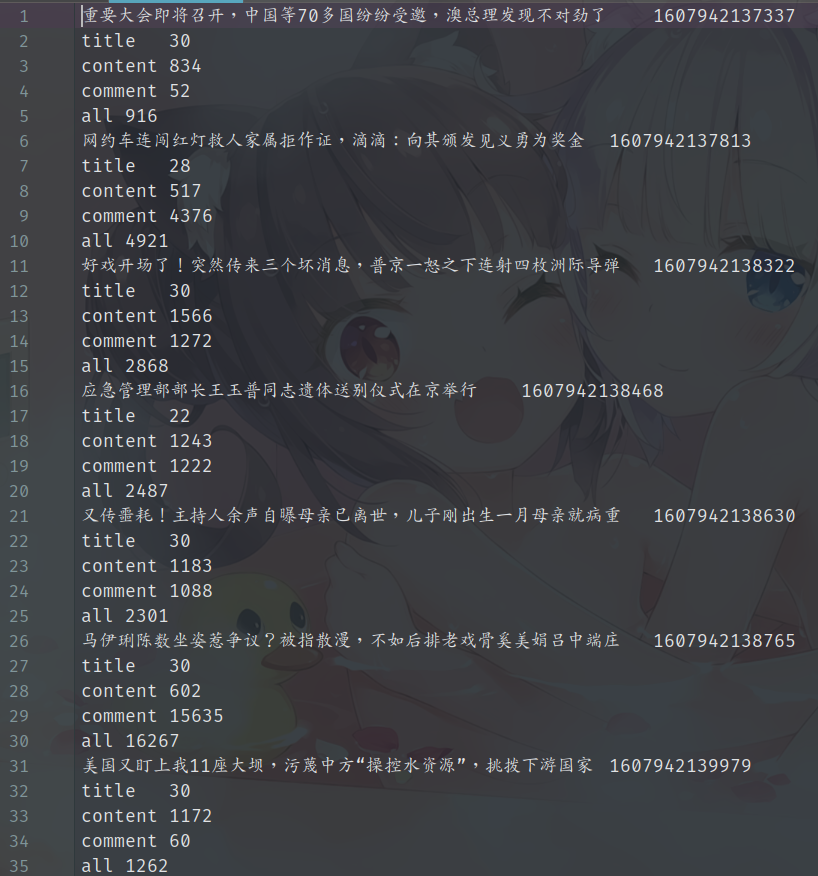 1 重要大会即将召开，中国等70多国纷纷受邀，澳总理发现不对劲了 1607942137337
2 title 30
3 content 834
4 comment 52
5 all 916
6 网约车连闯红灯救人家属拒作证，滴滴：向其颁发见义勇为奖金 1607942137813
7 title 28
8 content 517
9 comment 4376
10 all 4921
11 好戏开场了！突然传来三个坏消息，普京一怒之下连射四枚洲际导弹 1607942138322
12 title 30
13 content 1566
14 comment 1272
15 all 2868
16 应急管理部部长王玉普同志遗体送别仪式在京举行 1607942138468
17 title 22
18 content 1243
19 comment 1222
20 all 2487
21 又传噩耗！主持人余声自曝母亲已离世，儿子刚出生一月母亲就病重 1607942138630
22 title 30
23 content 1183
24 comment 1088
25 all 2301
26 马伊琍陈数坐姿惹争议？被指散漫，不如后排老戏骨奚美娟吕中端庄 1607942138765
27 title 30
28 content 602
29 comment 15635
30 all 16267
31 美国又盯上我11座大坝，污蔑中方“操控水资源”，挑拨下游国家 1607942139979
32 title 30
33 content 1172
34 comment 60
35 all 1262